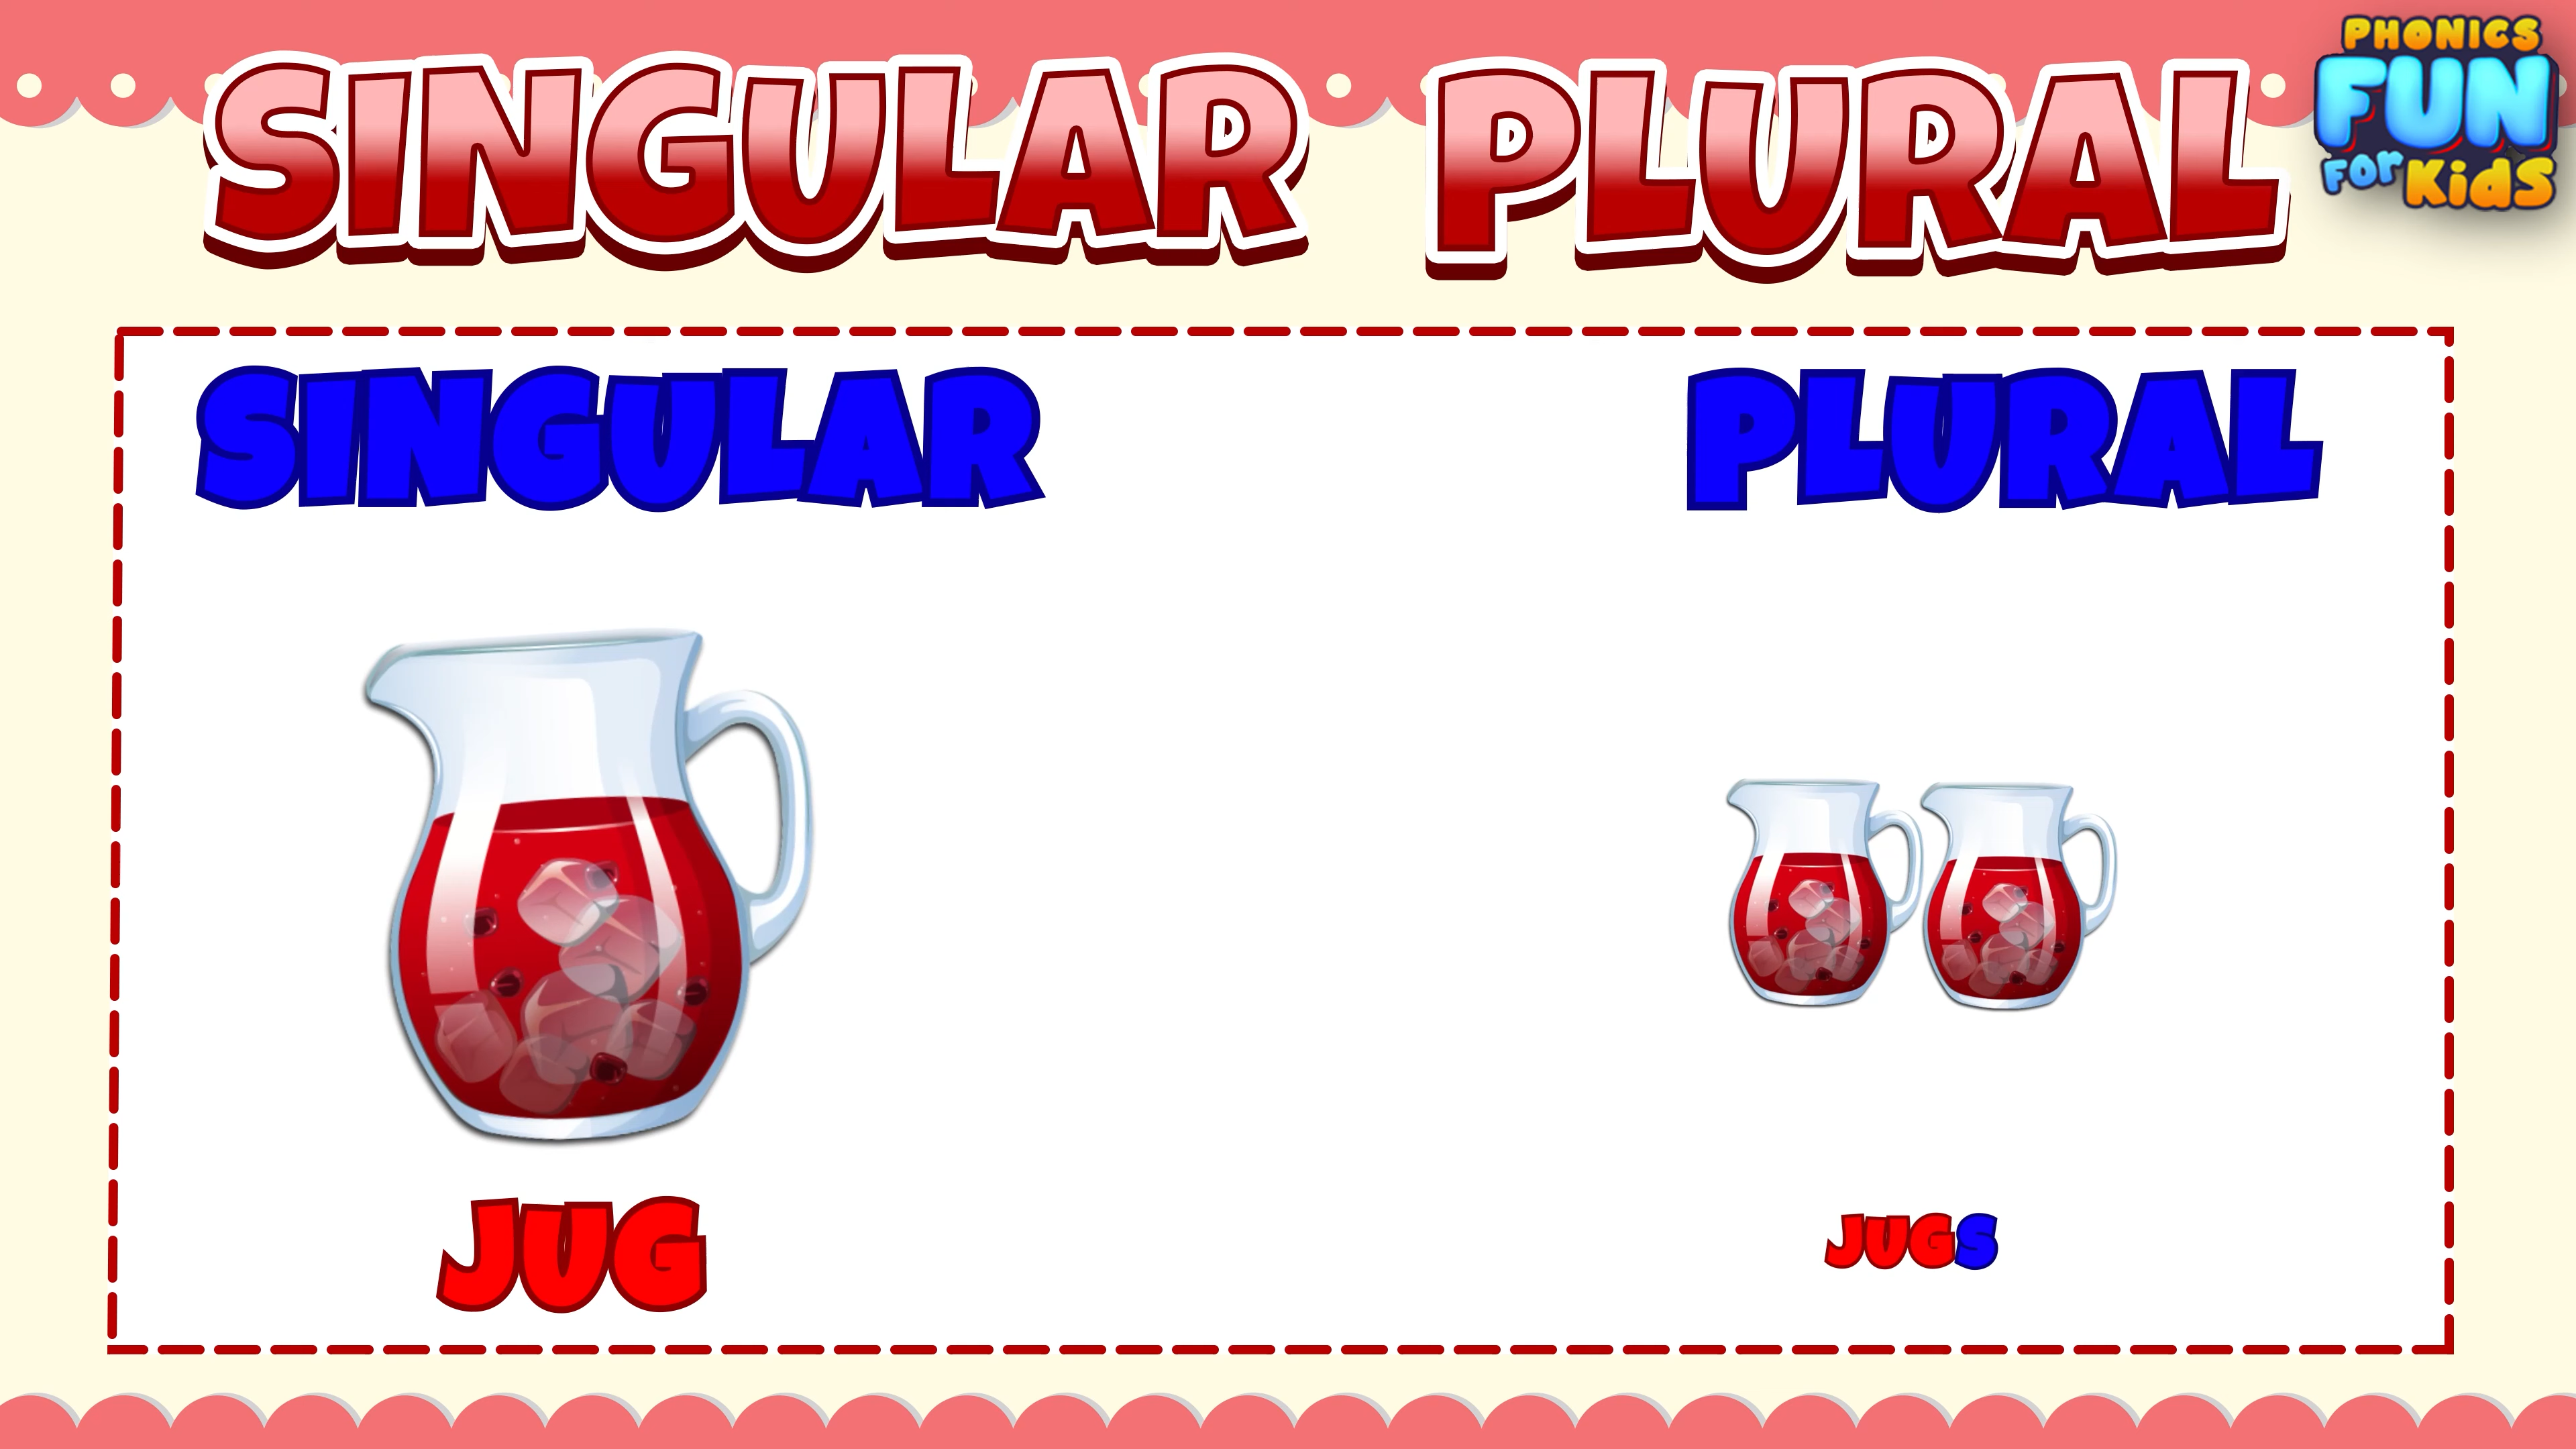 SINGULAR PLURAL
PHONICS
FUN
FOR KIDS
SINGULAR
PLURAL
JUG
JUGS